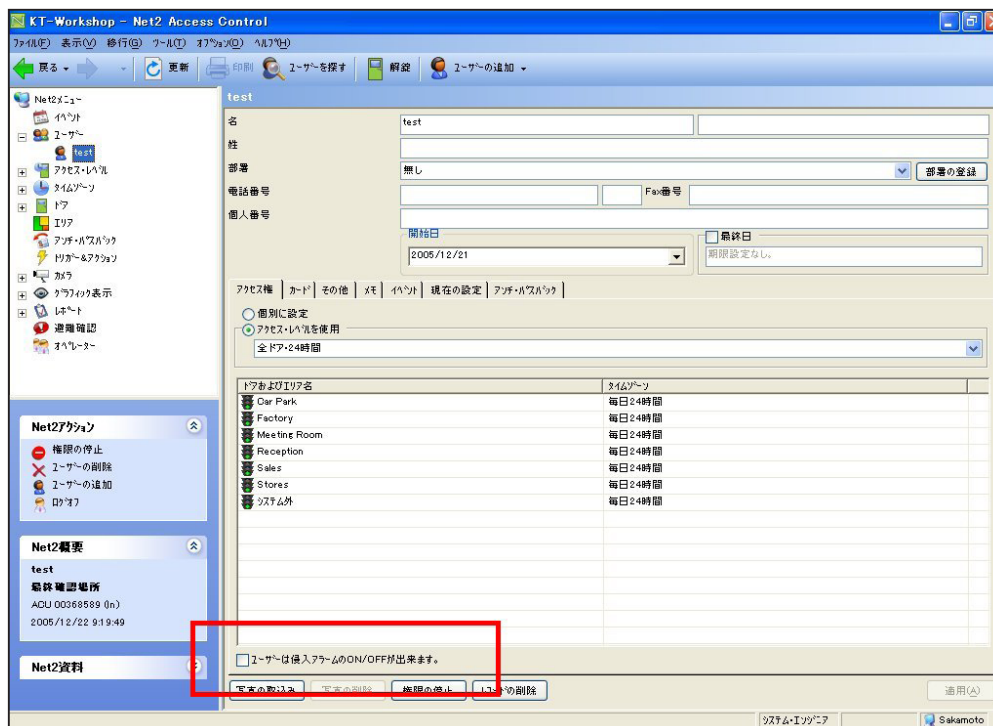 KT-Workshop - Net2 Access Control
ﾌｧｲﾙ(F) 表示(V) 移行(G) ﾂｰﾙ(T) ｵﾌﾟｼｮﾝ(O) ﾍﾙﾌﾟ(H)
戻る 更新 印刷 ﾕｰｻﾞｰを探す 解錠 ﾕｰｻﾞｰの追加
Net2ﾒﾆｭｰ
ｲﾍﾞﾝﾄ
ﾕｰｻﾞｰ
test
ｱｸｾｽ・ﾚﾍﾞﾙ
ﾀｲﾑｿﾞｰﾝ
ﾄﾞｱ
ｴﾘｱ
ｱﾝﾁ・ﾊﾟｽﾊﾞｯｸ
ﾄﾘｶﾞｰ&ｱｸｼｮﾝ
ｶﾒﾗ
ｸﾞﾗﾌｨｯｸ表示
ﾚﾎﾟｰﾄ
避難確認
ｵﾍﾟﾚｰﾀｰ
Net2ｱｸｼｮﾝ
権限の停止
ﾕｰｻﾞｰの削除
ﾕｰｻﾞｰの追加
ﾛｸﾞｵﾌ
Net2概要
test
最終確認場所
ACU 00368589 (In)
2005/12/22 9:19:49
Net2資料
test
名 test
姓
部署 無し 部署の登録
電話番号 Fax番号
個人番号
開始日 最終日
2005/12/21 期限設定なし。
ｱｸｾｽ権 ｶｰﾄﾞ その他 ﾒﾓ ｲﾍﾞﾝﾄ 現在の設定 ｱﾝﾁ・ﾊﾟｽﾊﾞｯｸ
個別に設定
ｱｸｾｽ・ﾚﾍﾞﾙを使用
全ﾄﾞｱ・24時間
ﾄﾞｱおよびｴﾘｱ名 ﾀｲﾑｿﾞｰﾝ
Car Park 毎日24時間
Factory 毎日24時間
Meeting Room 毎日24時間
Reception 毎日24時間
Sales 毎日24時間
Stores 毎日24時間
ｼｽﾃﾑ外 毎日24時間
ﾕｰｻﾞｰは侵入ｱﾗｰﾑのON/OFFが出来ます。
写真の取込み 写真の削除 権限の停止 ﾚｺｰﾄﾞの削除 適用(A)
ｼｽﾃﾑ・ｴﾝｼﾞﾆｱ Sakamoto